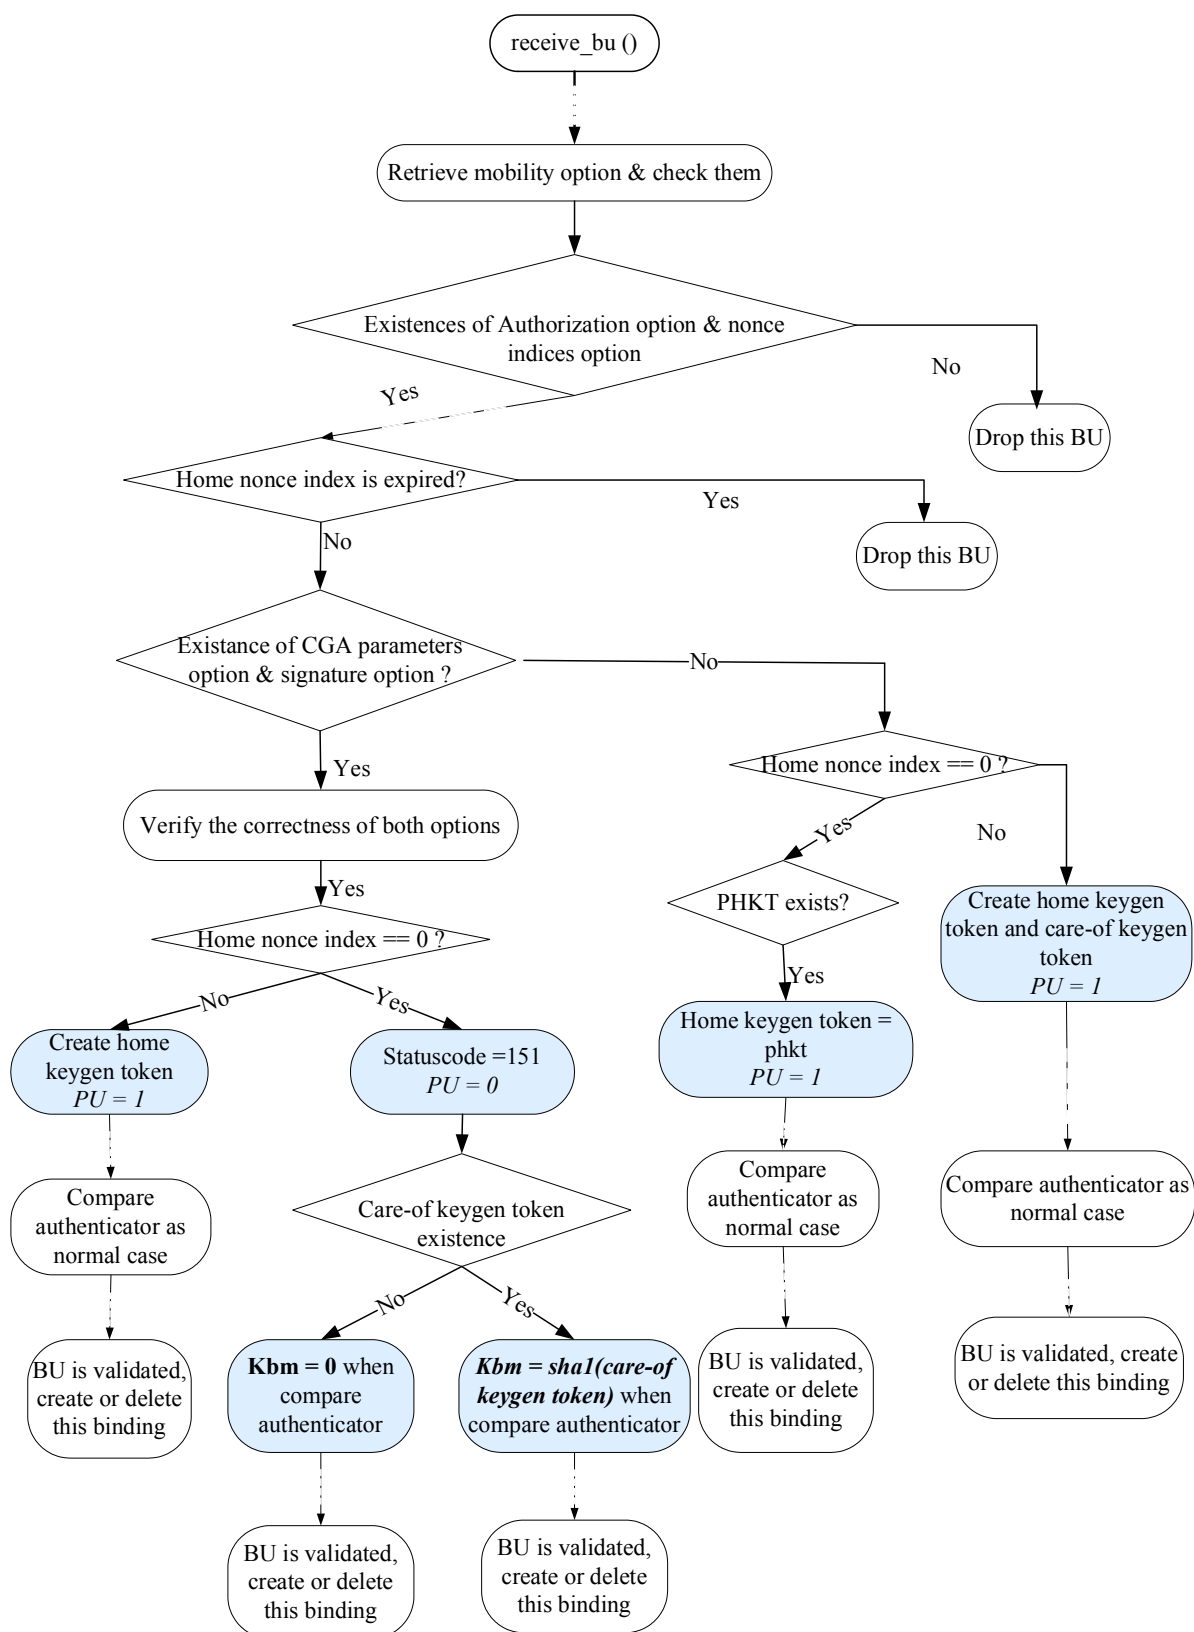 receive_bu ()
Retrieve mobility option & check them
Existences of Authorization option & nonce
indices option
No
Yes
Drop this BU
Home nonce index is expired?
Yes
No
Drop this BU
Existance of CGA parameters
option & signature option ?
No
Yes
Home nonce index == 0 ?
Verify the correctness of both options
Yes
No
Yes
PHKT exists?
Create home keygen
token and care-of keygen
token
PU = 1
Home nonce index == 0 ?
Yes
No
Yes
Create home
keygen token
PU = 1
Statuscode =151
PU = 0
Home keygen token =
phkt
PU = 1
Compare
authenticator as
normal case
Care-of keygen token
existence
Compare
authenticator as
normal case
Compare authenticator as
normal case
No
Yes
BU is validated,
create or delete
this binding
Kbm = 0 when
compare
authenticator
Kbm = sha1(care-of
keygen token) when
compare authenticator
BU is validated,
create or delete
this binding
BU is validated, create
or delete this binding
BU is validated,
create or delete
this binding
BU is validated,
create or delete
this binding